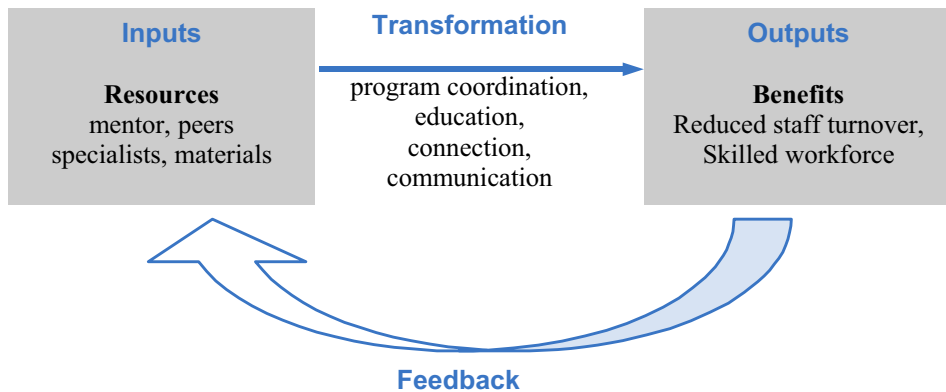 Inputs
Resources
mentor, peers
specialists, materials
Transformation
program coordination,
education,
connection,
communication
Outputs
Benefits
Reduced staff turnover,
Skilled workforce
Feedback